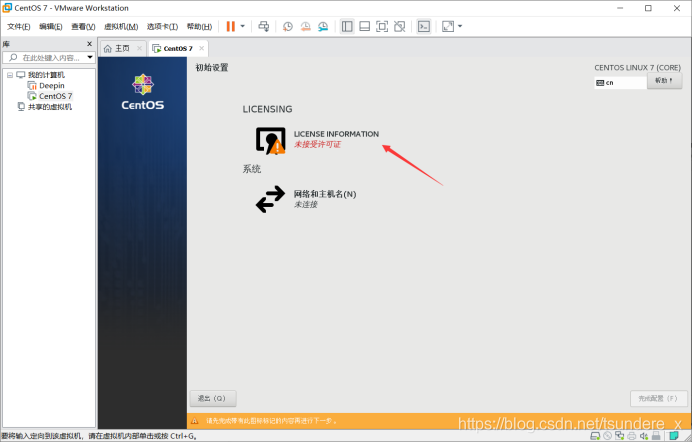 CentOS 7 - VMware Workstation
文件(F) 编辑(E) 查看(V) 虚拟机(M) 选项卡(T) 帮助(H)
库
在此处键入内容...
我的计算机
Deepin
CentOS 7
共享的虚拟机
主页
CentOS 7
CentOS
初始设置
CENTOS LINUX 7 (CORE)
cn
帮助！
LICENSING
LICENSE INFORMATION
未接受许可证
系统
网络和主机名(N)
未连接
退出（Q）
完成配置（F）
请先完成带有此图标标记的内容再进行下一步。
https://blog.csdn.net/tsundere_x
要将输入定向到该虚拟机，请在虚拟机内部单击或按 Ctrl+G。